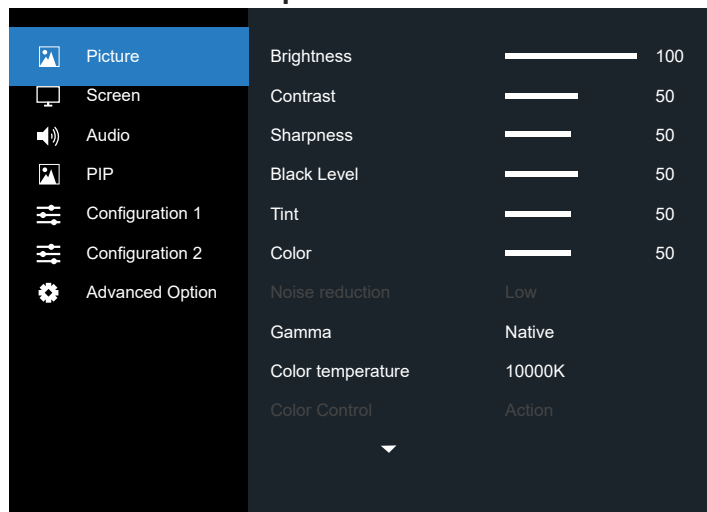 Picture
Screen
Audio
PIP
Configuration 1
Configuration 2
Advanced Option
Brightness 100
Contrast 50
Sharpness 50
Black Level 50
Tint 50
Color 50
Noise reduction Low
Gamma Native
Color temperature 10000K
Color Control Action